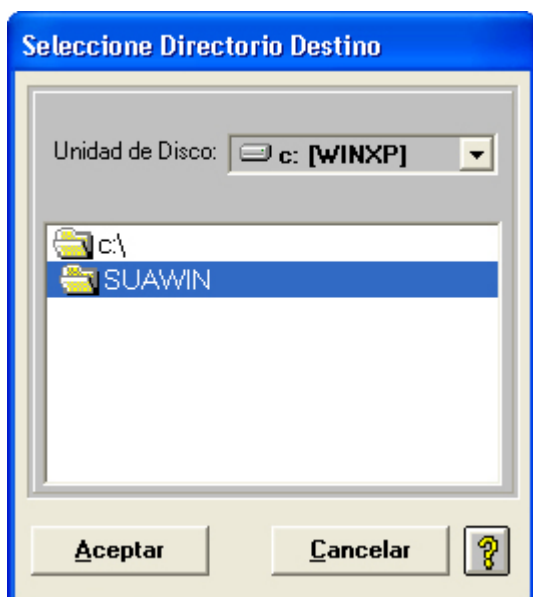 Seleccione Directorio Destino
Unidad de Disco: c: [WINXP]
c:\
SUAWIN
Aceptar Cancelar ?